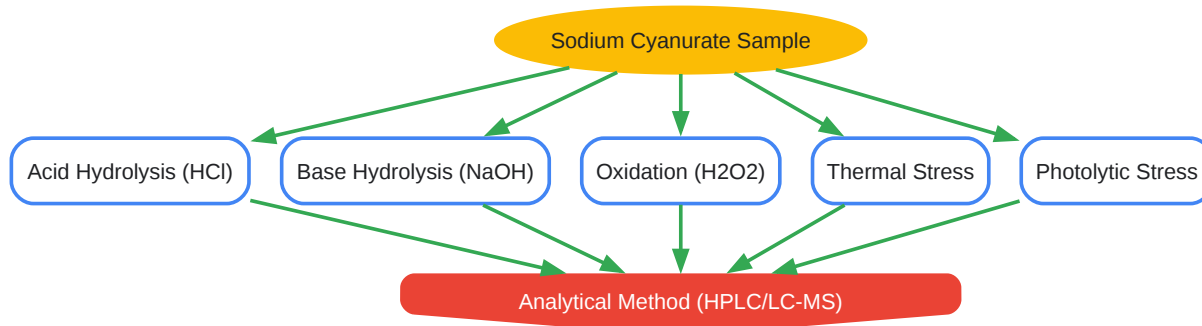 Sodium Cyanurate Sample
Acid Hydrolysis (HCl)
Base Hydrolysis (NaOH)
Oxidation (H2O2)
Thermal Stress
Photolytic Stress
Analytical Method (HPLC/LC-MS)